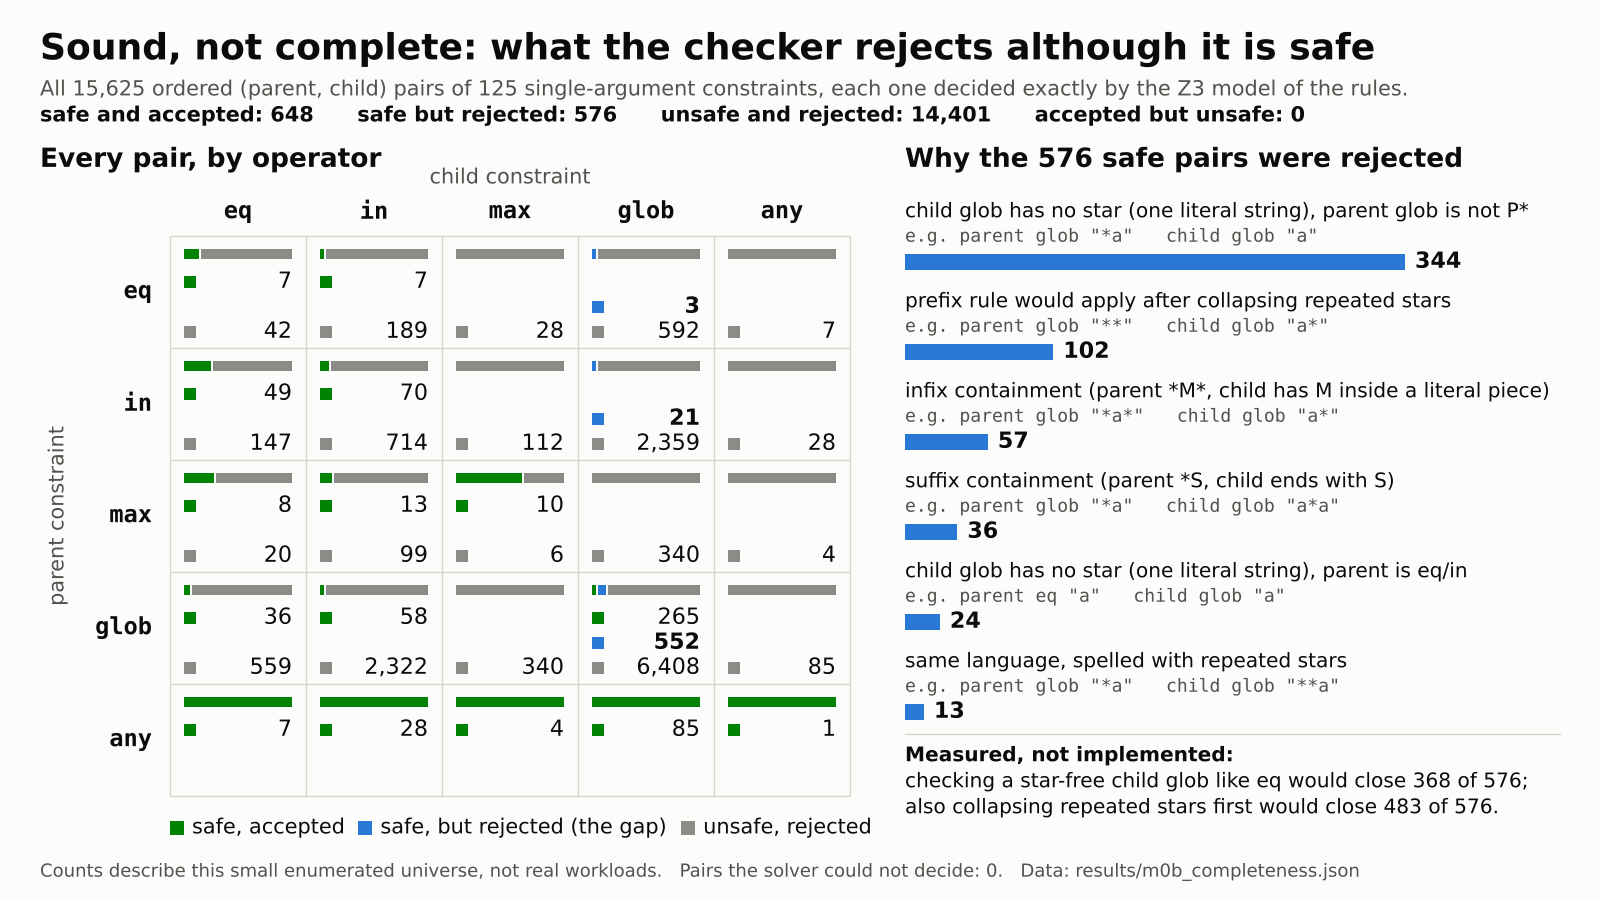 Sound, not complete: what the checker rejects although it is safe
All 15,625 ordered (parent, child) pairs of 125 single-argument constraints, each one decided exactly by the Z3 model of the rules.
safe and accepted: 648 safe but rejected: 576 unsafe and rejected: 14,401 accepted but unsafe: 0
Every pair, by operator
child constraint
eq in max glob any
parent constraint
eq
7 7
3
42 189 28 592 7
in
49 70
21
147 714 112 2,359 28
max
8 13 10
20 99 6 340 4
glob
36 58 265
552
559 2,322 340 6,408 85
any
7 28 4 85 1
safe, accepted safe, but rejected (the gap) unsafe, rejected
Why the 576 safe pairs were rejected
child glob has no star (one literal string), parent glob is not P*
e.g. parent glob "*a" child glob "a"
344
prefix rule would apply after collapsing repeated stars
e.g. parent glob "**" child glob "a*"
102
infix containment (parent *M*, child has M inside a literal piece)
e.g. parent glob "*a*" child glob "a*"
57
suffix containment (parent *S, child ends with S)
e.g. parent glob "*a" child glob "a*a"
36
child glob has no star (one literal string), parent is eq/in
e.g. parent eq "a" child glob "a"
24
same language, spelled with repeated stars
e.g. parent glob "*a" child glob "**a"
13
Measured, not implemented:
checking a star-free child glob like eq would close 368 of 576;
also collapsing repeated stars first would close 483 of 576.
Counts describe this small enumerated universe, not real workloads. Pairs the solver could not decide: 0. Data: results/m0b_completeness.json